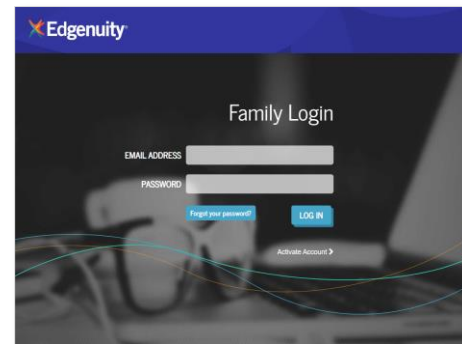 Edgenuity
Family Login
EMAIL ADDRESS
PASSWORD
Forgot your password?
LOG IN
Activate Account